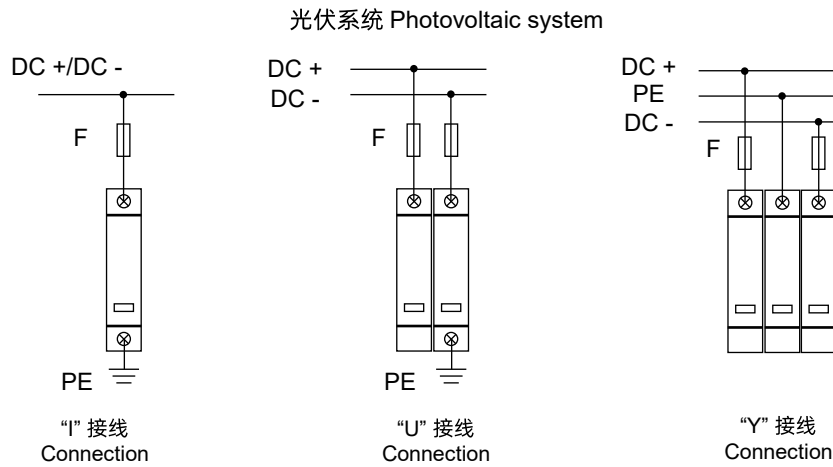 光伏系统 Photovoltaic system
DC +/DC -
F
PE
“I” 接线
Connection
DC +
DC -
F
PE
“U” 接线
Connection
DC +
PE
DC -
F
“Y” 接线
Connection